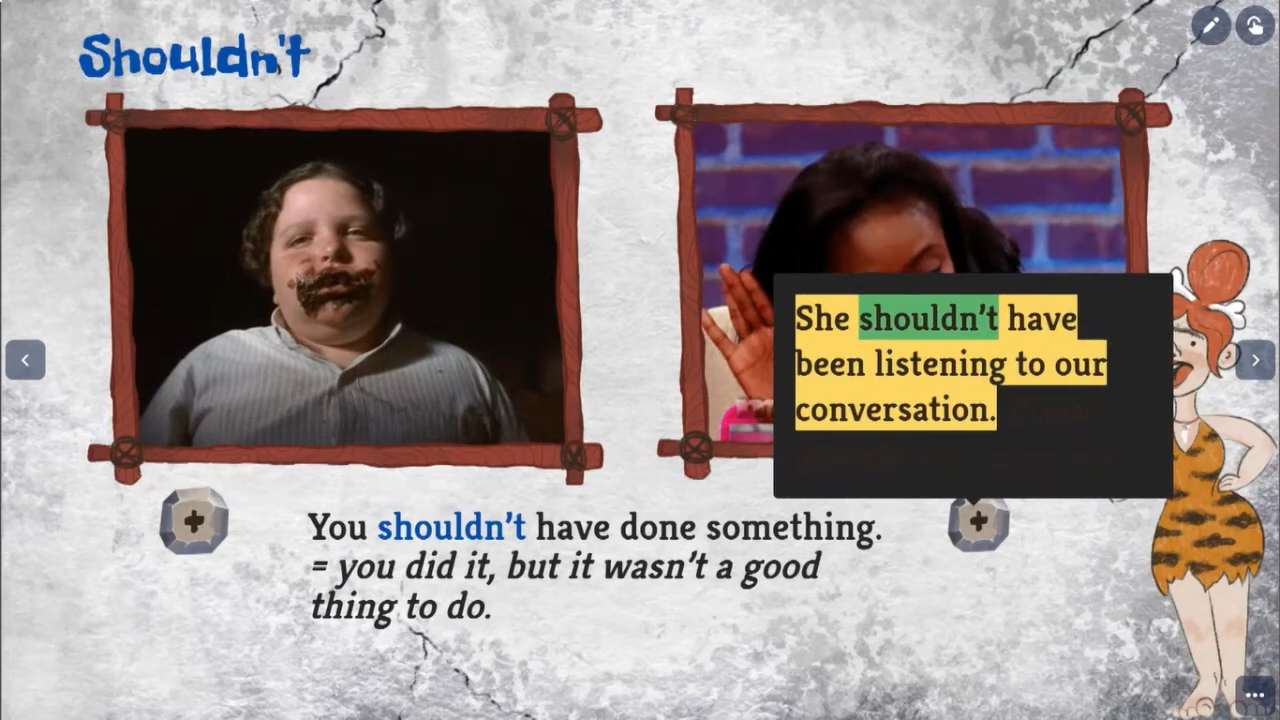 Shouldn't
She shouldn't have
been listening to our
conversation.
You shouldn't have done something.
= you did it, but it wasn't a good
thing to do.